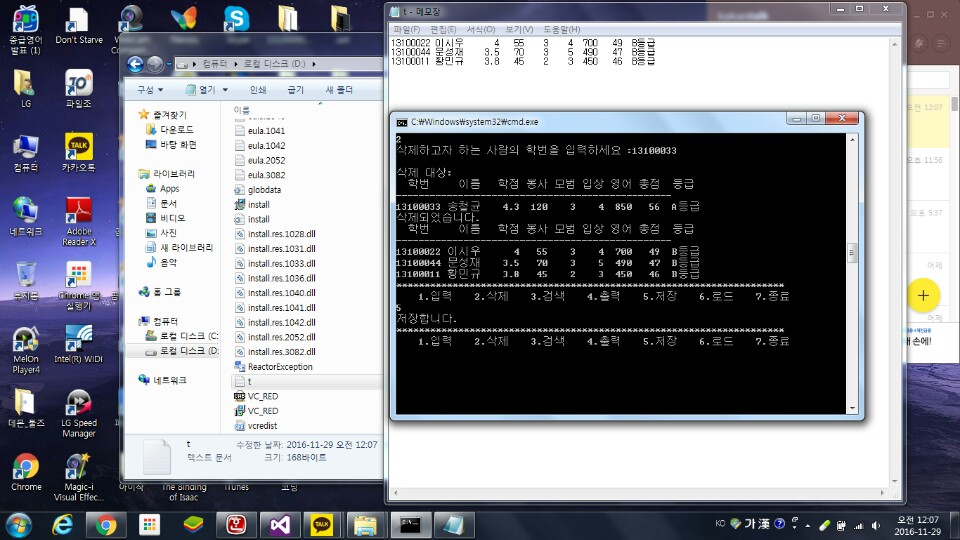 중급영어 발표 (1)
Don't Starve
LG
파일조
컴퓨터
카카오톡
네트워크
Adobe Reader X
Chrome 앱 실행기
MelOn Player4
Intel(R) WiDi
데몬_툴즈
LG Speed Manager
Chrome
Magic-i Visual Effec...
The Binding of Isaac
iTunes
컴퓨터 ▸ 로컬 디스크 (D:) ▸
구성 ▼ 열기 ▼ 인쇄 굽기 새 폴더
즐겨찾기
다운로드
바탕 화면
라이브러리
Apps
문서
비디오
사진
새 라이브러리
음악
홈 그룹
컴퓨터
로컬 디스크 (C:
로컬 디스크 (D:
네트워크
이름
eula.1041
eula.1042
eula.2052
eula.3082
globdata
install
install
install.res.1028.dll
install.res.1031.dll
install.res.1033.dll
install.res.1036.dll
install.res.1040.dll
install.res.1041.dll
install.res.1042.dll
install.res.2052.dll
install.res.3082.dll
ReactorException
t
VC_RED
VC_RED
vcredist
t 수정한 날짜: 2016-11-29 오전 12:07
텍스트 문서 크기: 168바이트
t - 메모장
파일(F) 편집(E) 서식(O) 보기(V) 도움말(H)
13100022 이시우 4 55 3 4 700 49 B등급
13100044 문성재 3.5 70 3 5 490 47 B등급
13100011 황민규 3.8 45 2 3 450 46 B등급
C:\Windows\system32\cmd.exe
2
삭제하고자 하는 사람의 학번을 입력하세요 :13100033
삭제 대상:
학번 이름 학점 봉사 모범 입상 영어 총점 등급
13100033 송철균 4.3 120 3 4 850 56 A등급
삭제되었습니다.
학번 이름 학점 봉사 모범 입상 영어 총점 등급
13100022 이시우 4 55 3 4 700 49 B등급
13100044 문성재 3.5 70 3 5 490 47 B등급
13100011 황민규 3.8 45 2 3 450 46 B등급
1.입력 2.삭제 3.검색 4.출력 5.저장 6.로드 7.종료
5
저장합니다.
1.입력 2.삭제 3.검색 4.출력 5.저장 6.로드 7.종료
오전 12:07
오후 11:56
오후 5:37
어제
어제
KO 가 漢
오전 12:07
2016-11-29